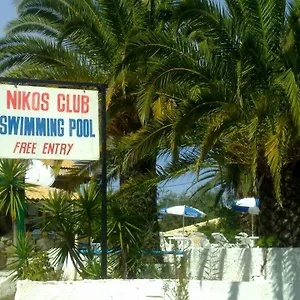 NIKOS CLUB
SWIMMING POOL
FREE ENTRY